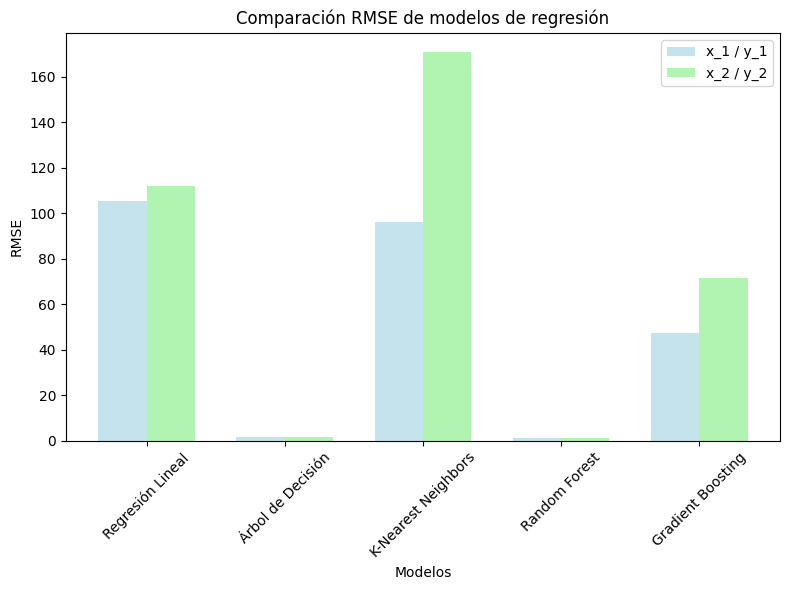 Comparación RMSE de modelos de regresión
x_1 / y_1
x_2 / y_2
RMSE
160
140
120
100
80
60
40
20
0
Regresión Lineal
Árbol de Decisión
K-Nearest Neighbors
Random Forest
Gradient Boosting
Modelos